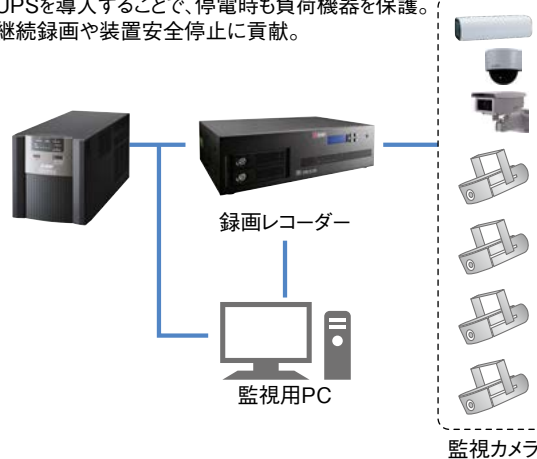 UPSを導入することで、停電時も負荷機器を保護。
継続録画や装置安全停止に貢献。
録画レコーダー
監視用PC
監視カメラ